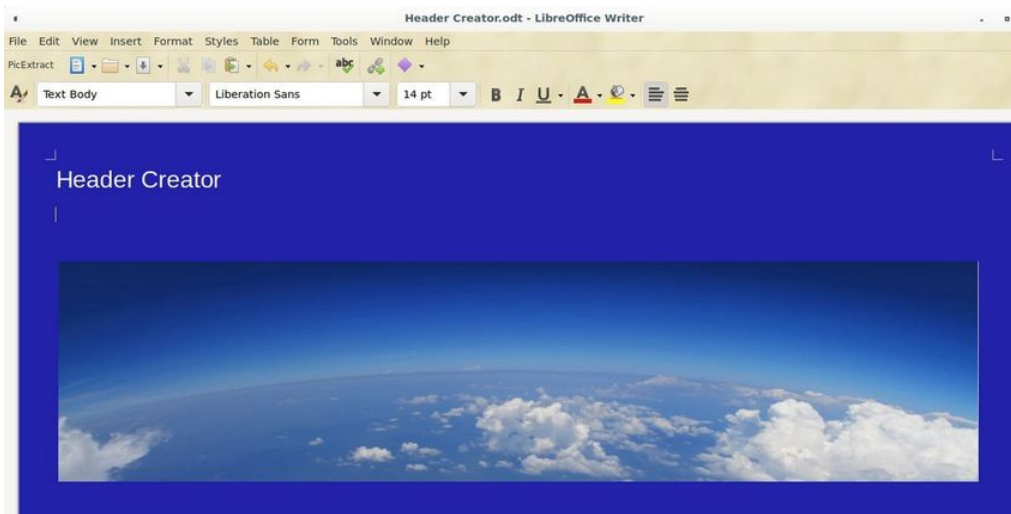 Header Creator.odt - LibreOffice Writer
File Edit View Insert Format Styles Table Form Tools Window Help
PicExtract abc
Text Body Liberation Sans 14 pt B I U A
Header Creator